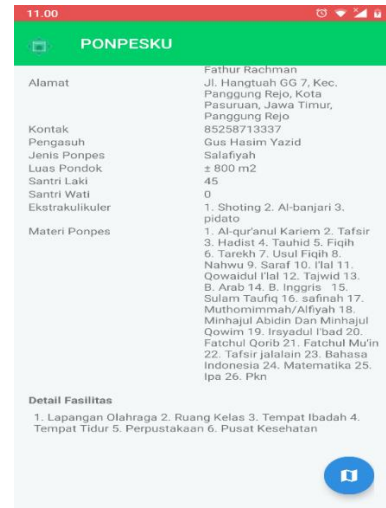 11.00
PONPESKU
Fathur Rachman
Alamat Jl. Hangtuah GG 7, Kec.
Panggung Rejo, Kota
Pasuruan, Jawa Timur,
Panggung Rejo
Kontak 85258713337
Pengasuh Gus Hasim Yazid
Jenis Ponpes Salafiyah
Luas Pondok ± 800 m2
Santri Laki 45
Santri Wati 0
Ekstrakulikuler 1. Shoting 2. Al-banjari 3.
pidato
Materi Ponpes 1. Al-qur'anul Kariem 2. Tafsir
3. Hadist 4. Tauhid 5. Fiqih
6. Tarekh 7. Usul Fiqih 8.
Nahwu 9. Saraf 10. I'lal 11.
Qowaidul I'lal 12. Tajwid 13.
B. Arab 14. B. Inggris 15.
Sulam Taufiq 16. safinah 17.
Muthomimmah/Alfiyah 18.
Minhajul Abidin Dan Minhajul
Qowim 19. Irsyadul I'bad 20.
Fatchul Qorib 21. Fatchul Mu'in
22. Tafsir jalalain 23. Bahasa
Indonesia 24. Matematika 25.
Ipa 26. Pkn
Detail Fasilitas
1. Lapangan Olahraga 2. Ruang Kelas 3. Tempat Ibadah 4.
Tempat Tidur 5. Perpustakaan 6. Pusat Kesehatan